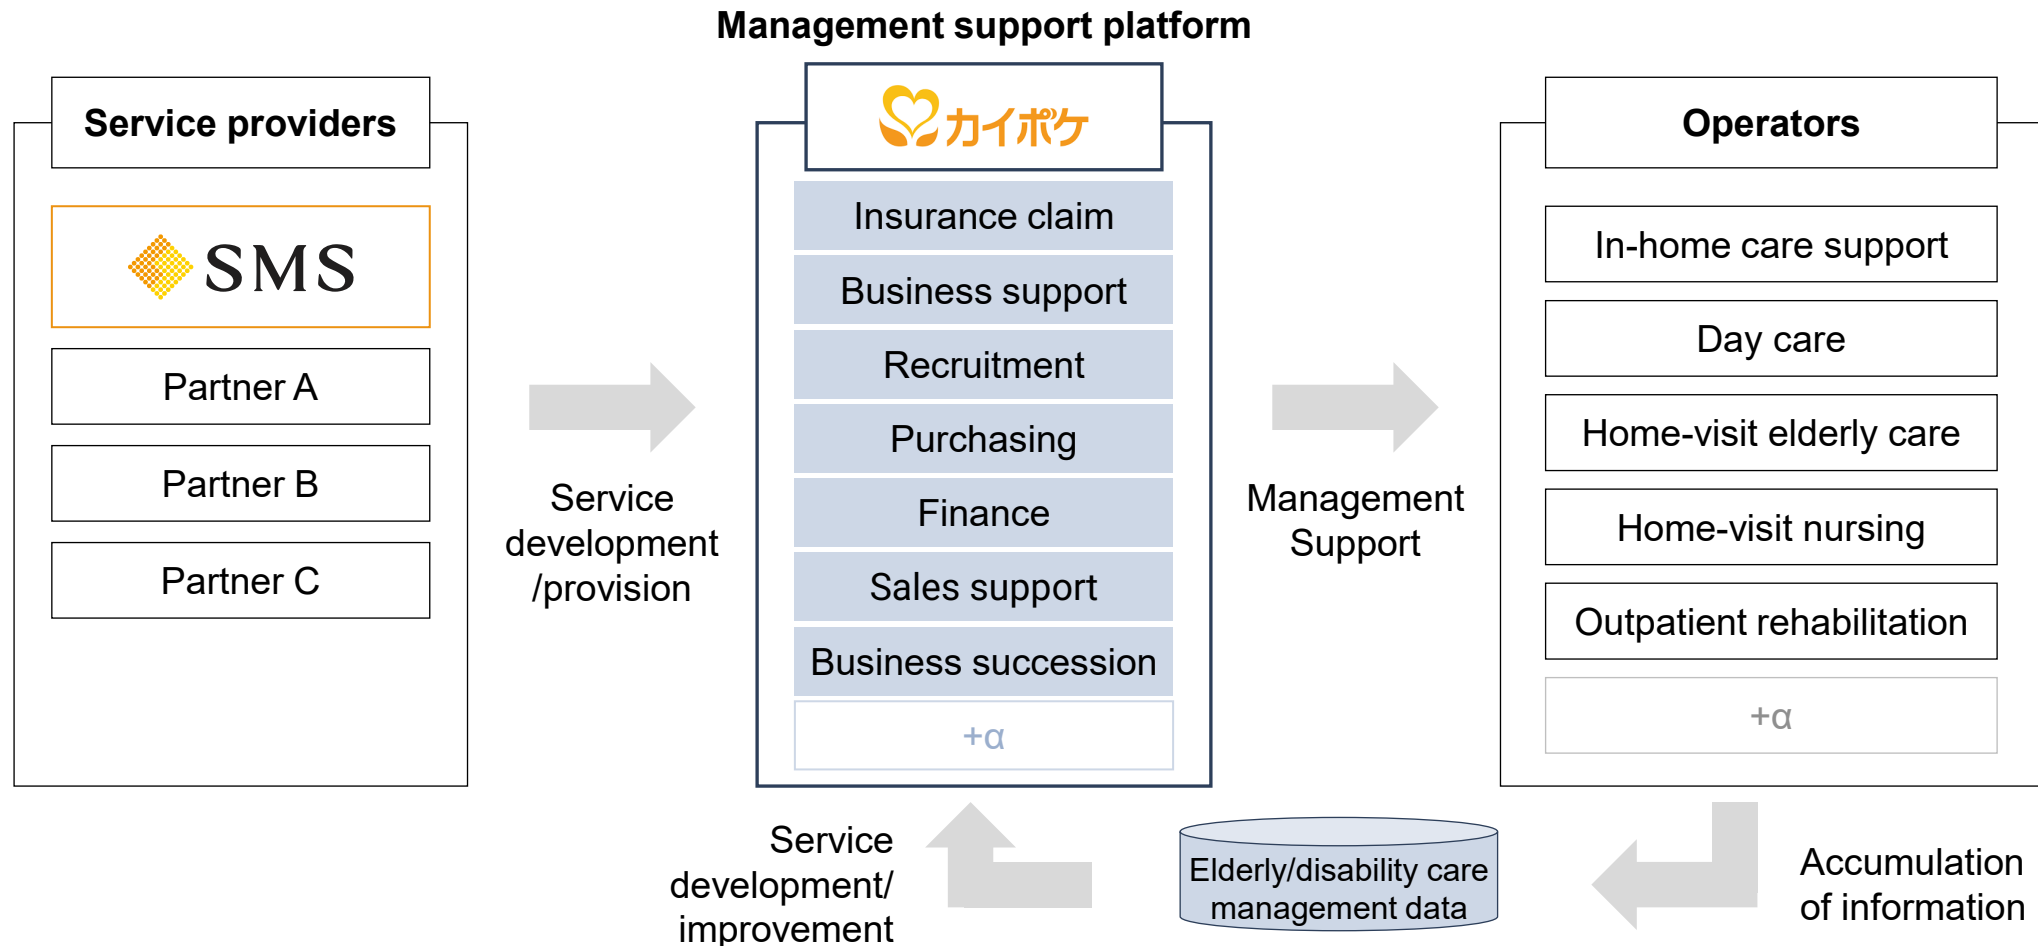 Management support platform
Service providers
SMS
Partner A
Partner B
Partner C
Service
development
/provision
カイポケ
Insurance claim
Business support
Recruitment
Purchasing
Finance
Sales support
Business succession
+α
Management
Support
Operators
In-home care support
Day care
Home-visit elderly care
Home-visit nursing
Outpatient rehabilitation
+α
Service
development/
improvement
Elderly/disability care
management data
Accumulation
of information